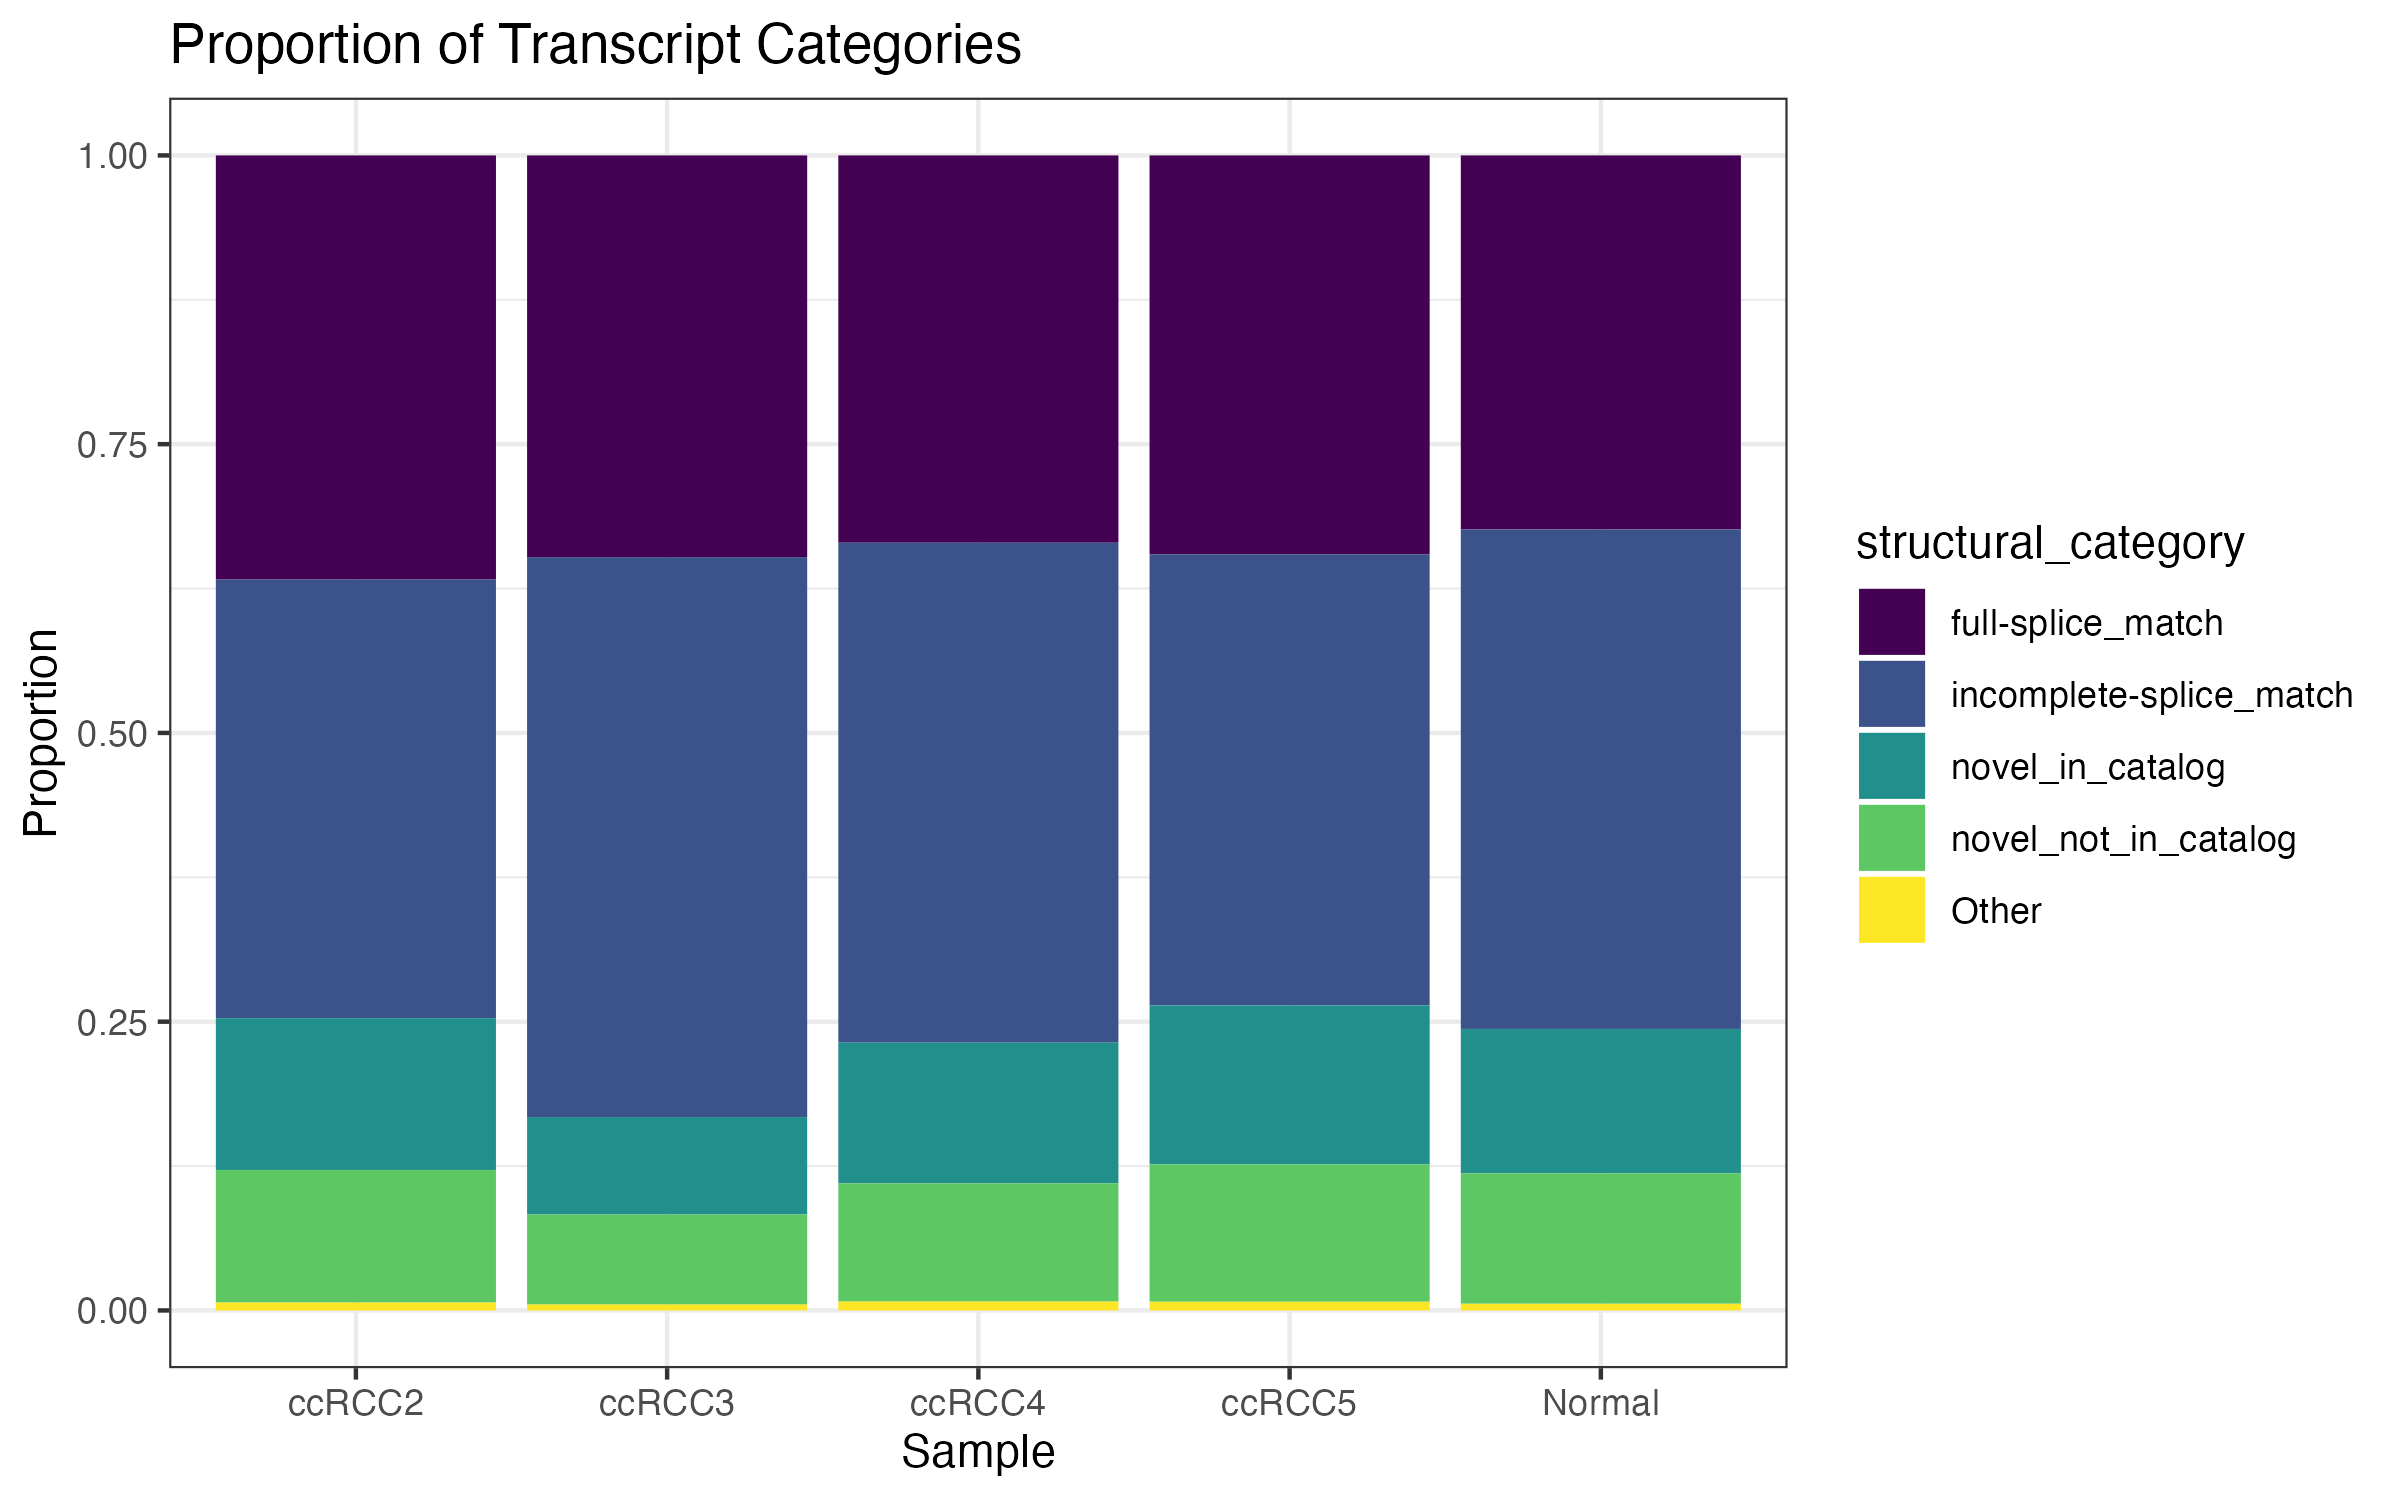 Proportion of Transcript Categories
1.00
0.75
0.50
0.25
0.00
Proportion
ccRCC2
ccRCC3
ccRCC4
ccRCC5
Normal
Sample
structural_category
full-splice_match
incomplete-splice_match
novel_in_catalog
novel_not_in_catalog
Other